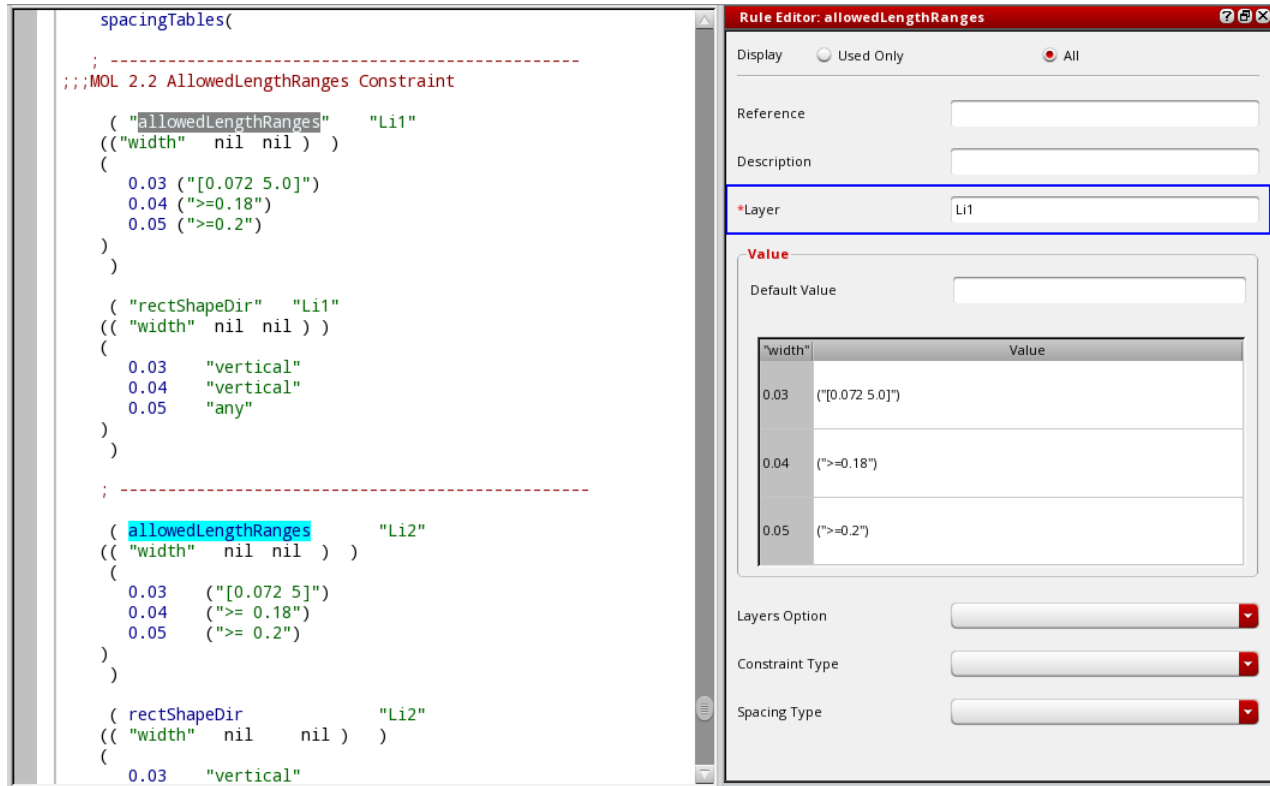 spacingTables(
; -------------------------------------------------
;;;MOL 2.2 AllowedLengthRanges Constraint
( "allowedLengthRanges" "Li1"
(("width" nil nil ) )
(
0.03 ("[0.072 5.0]")
0.04 (">=0.18")
0.05 (">=0.2")
)
)
( "rectShapeDir" "Li1"
(( "width" nil nil ) )
(
0.03 "vertical"
0.04 "vertical"
0.05 "any"
)
)
; -------------------------------------------------
( allowedLengthRanges "Li2"
(( "width" nil nil ) )
(
0.03 ("[0.072 5]")
0.04 (">= 0.18")
0.05 (">= 0.2")
)
)
( rectShapeDir "Li2"
(( "width" nil nil ) )
(
0.03 "vertical"
Rule Editor: allowedLengthRanges
Display Used Only All
Reference
Description
*Layer Li1
Value
Default Value
"width" Value
0.03 ("[0.072 5.0]")
0.04 (">=0.18")
0.05 (">=0.2")
Layers Option
Constraint Type
Spacing Type